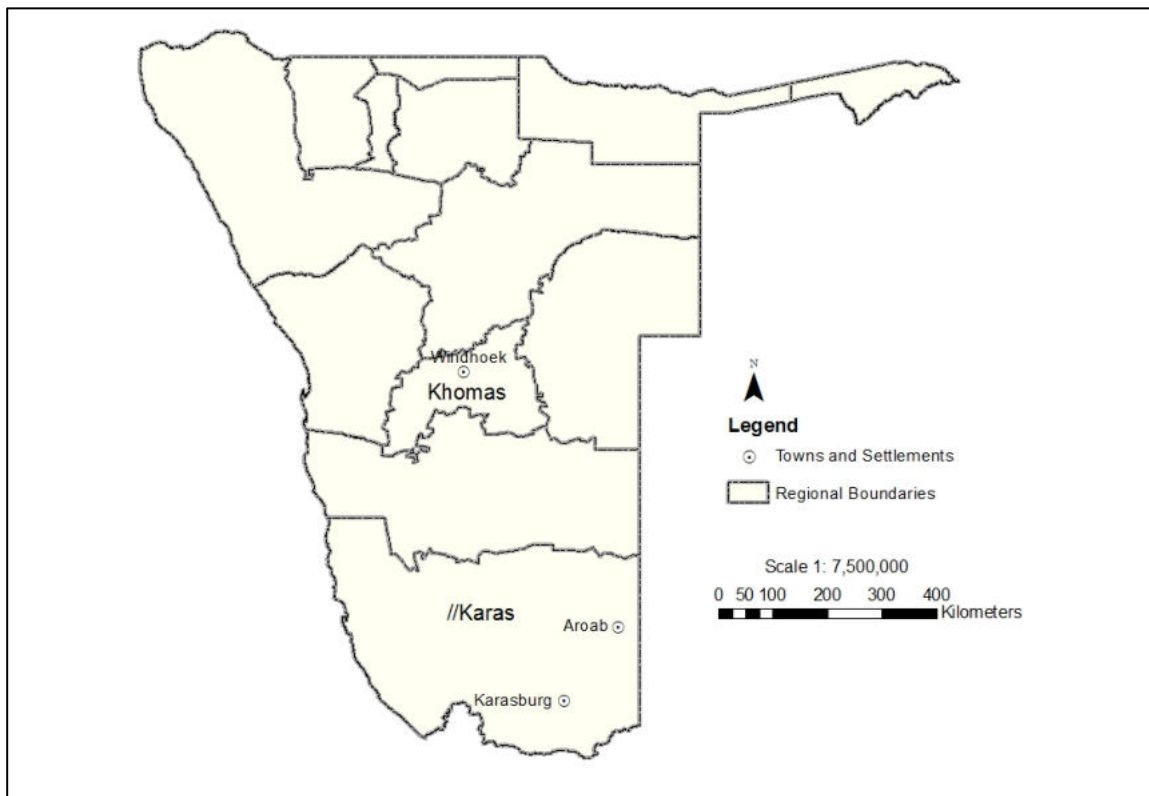 Windhoek
Khomas
N
Legend
Towns and Settlements
Regional Boundaries
Scale 1: 7,500,000
0 50 100 200 300 400
Kilometers
//Karas
Aroab
Karasburg